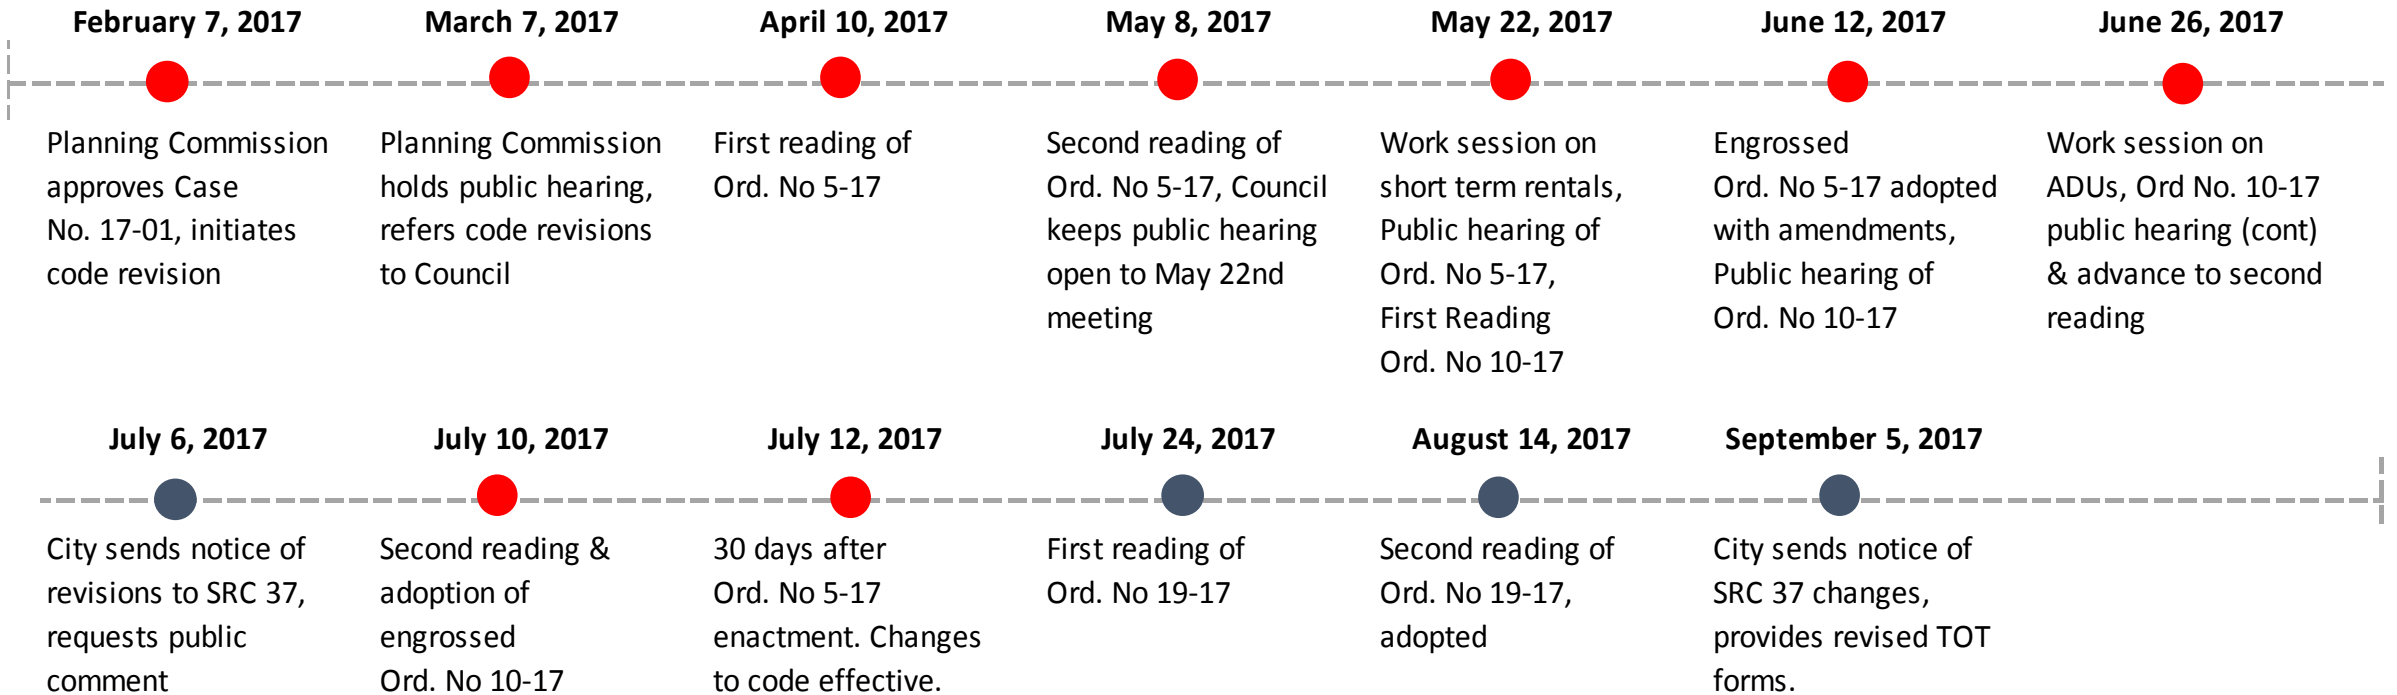 February 7, 2017
Planning Commission
approves Case
No. 17-01, initiates
code revision
March 7, 2017
Planning Commission
holds public hearing,
refers code revisions
to Council
April 10, 2017
First reading of
Ord. No 5-17
May 8, 2017
Second reading of
Ord. No 5-17, Council
keeps public hearing
open to May 22nd
meeting
May 22, 2017
Work session on
short term rentals,
Public hearing of
Ord. No 5-17,
First Reading
Ord. No 10-17
June 12, 2017
Engrossed
Ord. No 5-17 adopted
with amendments,
Public hearing of
Ord. No 10-17
June 26, 2017
Work session on
ADUs, Ord No. 10-17
public hearing (cont)
& advance to second
reading
July 6, 2017
City sends notice of
revisions to SRC 37,
requests public
comment
July 10, 2017
Second reading &
adoption of
engrossed
Ord. No 10-17
July 12, 2017
30 days after
Ord. No 5-17
enactment. Changes
to code effective.
July 24, 2017
First reading of
Ord. No 19-17
August 14, 2017
Second reading of
Ord. No 19-17,
adopted
September 5, 2017
City sends notice of
SRC 37 changes,
provides revised TOT
forms.